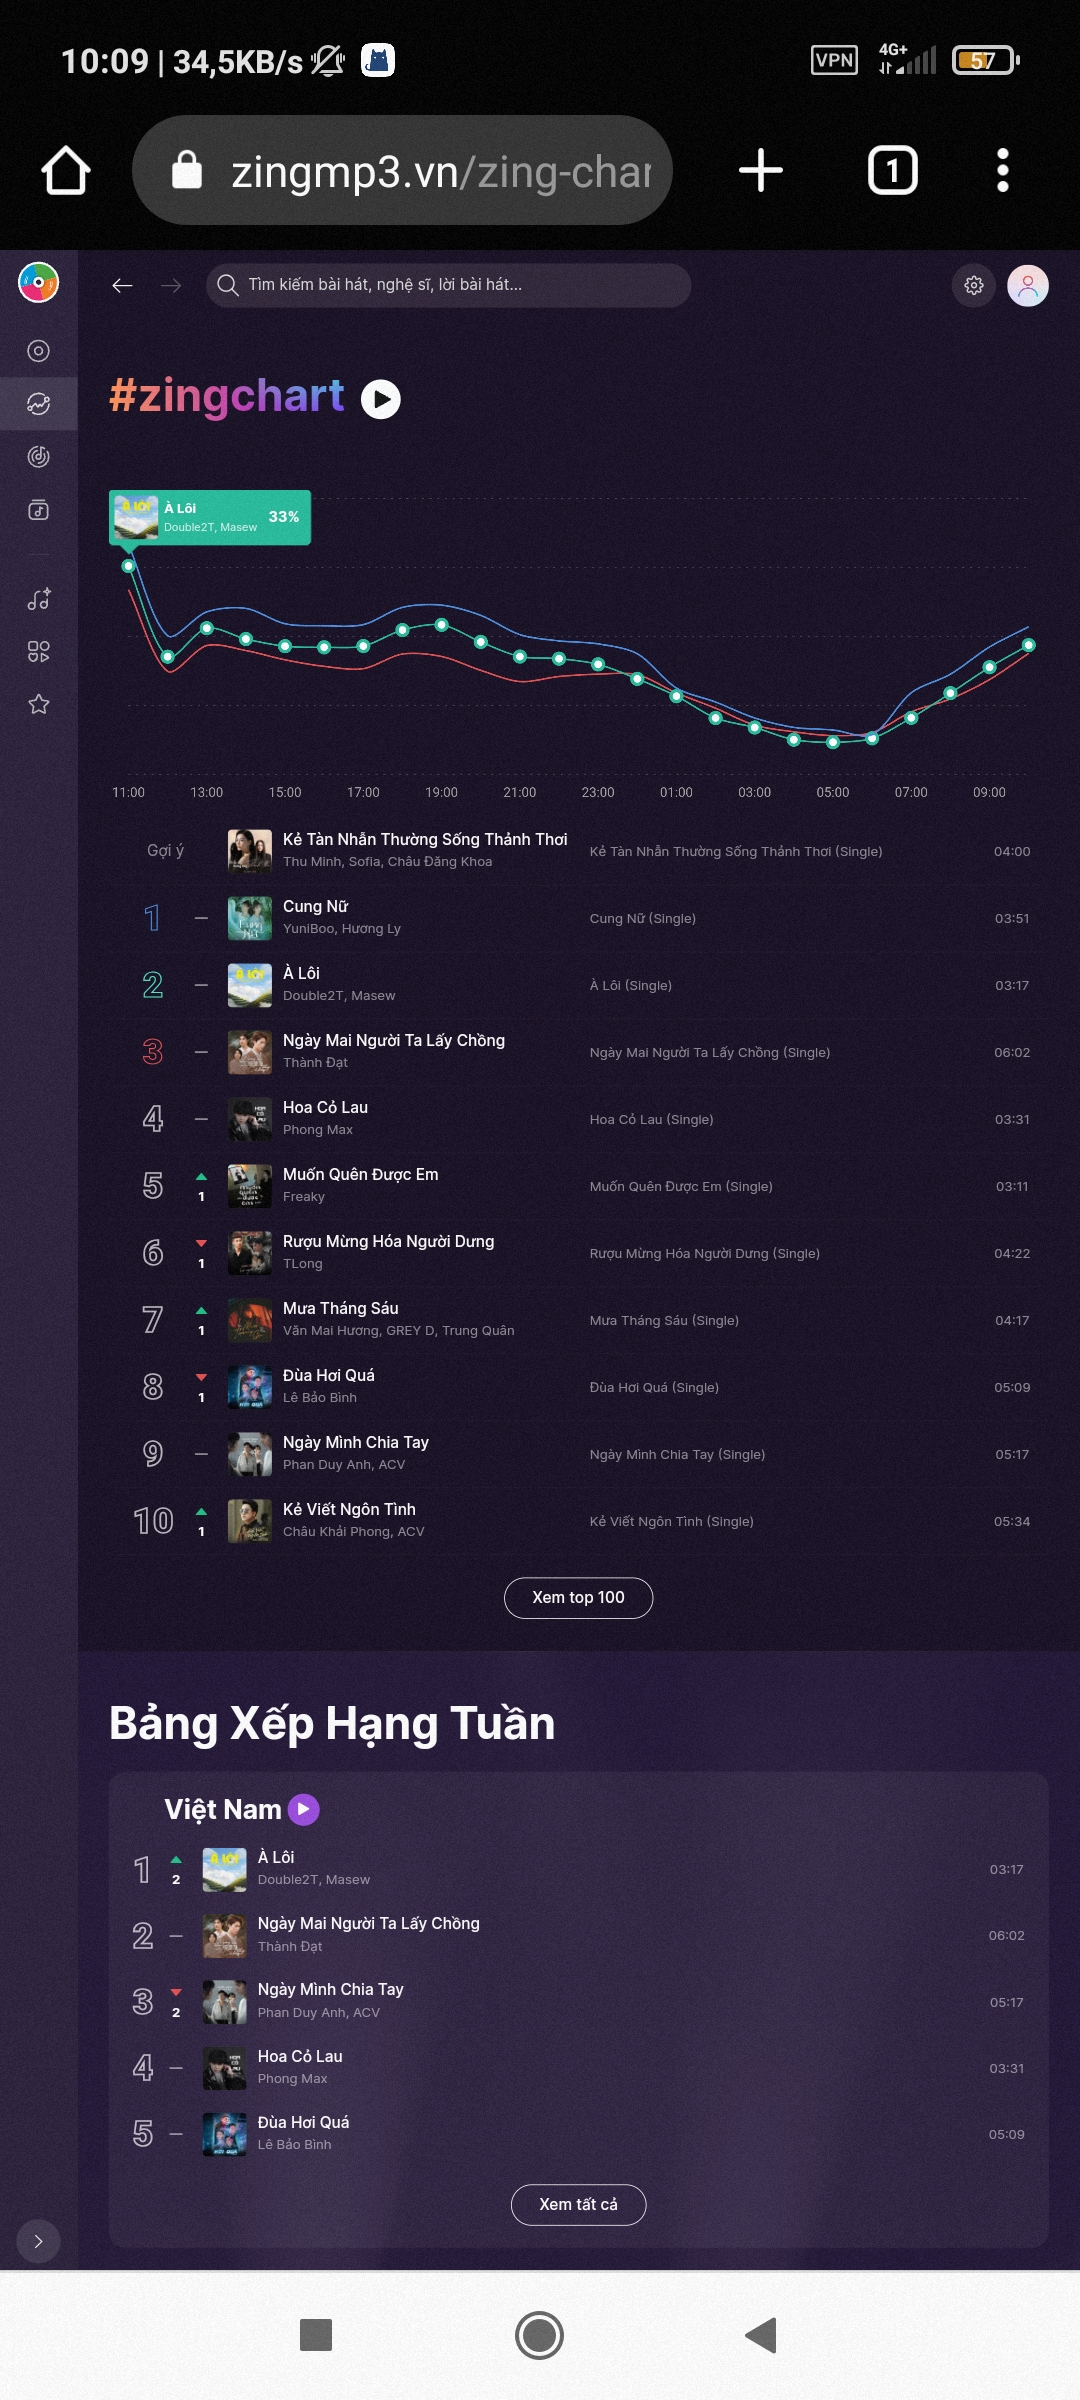 10:09 | 34,5KB/s
VPN 4G+ 57
zingmp3.vn/zing-char
1
Tìm kiếm bài hát, nghệ sĩ, lời bài hát...
#zingchart
À Lôi
Double2T, Masew
33%
11:00 13:00 15:00 17:00 19:00 21:00 23:00 01:00 03:00 05:00 07:00 09:00
Gợi ý
Kẻ Tàn Nhẫn Thường Sống Thảnh Thơi
Thu Minh, Sofia, Châu Đăng Khoa
Kẻ Tàn Nhẫn Thường Sống Thảnh Thơi (Single)
04:00
1 –
Cung Nữ
YuniBoo, Hương Ly
Cung Nữ (Single)
03:51
2 –
À Lôi
Double2T, Masew
À Lôi (Single)
03:17
3 –
Ngày Mai Người Ta Lấy Chồng
Thành Đạt
Ngày Mai Người Ta Lấy Chồng (Single)
06:02
4 –
Hoa Cỏ Lau
Phong Max
Hoa Cỏ Lau (Single)
03:31
5 1
Muốn Quên Được Em
Freaky
Muốn Quên Được Em (Single)
03:11
6 1
Rượu Mừng Hóa Người Dưng
TLong
Rượu Mừng Hóa Người Dưng (Single)
04:22
7 1
Mưa Tháng Sáu
Văn Mai Hương, GREY D, Trung Quân
Mưa Tháng Sáu (Single)
04:17
8 1
Đùa Hơi Quá
Lê Bảo Bình
Đùa Hơi Quá (Single)
05:09
9 –
Ngày Mình Chia Tay
Phan Duy Anh, ACV
Ngày Mình Chia Tay (Single)
05:17
10 1
Kẻ Viết Ngôn Tình
Châu Khải Phong, ACV
Kẻ Viết Ngôn Tình (Single)
05:34
Xem top 100
Bảng Xếp Hạng Tuần
Việt Nam
1 2
À Lôi
Double2T, Masew
03:17
2 –
Ngày Mai Người Ta Lấy Chồng
Thành Đạt
06:02
3 2
Ngày Mình Chia Tay
Phan Duy Anh, ACV
05:17
4 –
Hoa Cỏ Lau
Phong Max
03:31
5 –
Đùa Hơi Quá
Lê Bảo Bình
05:09
Xem tất cả